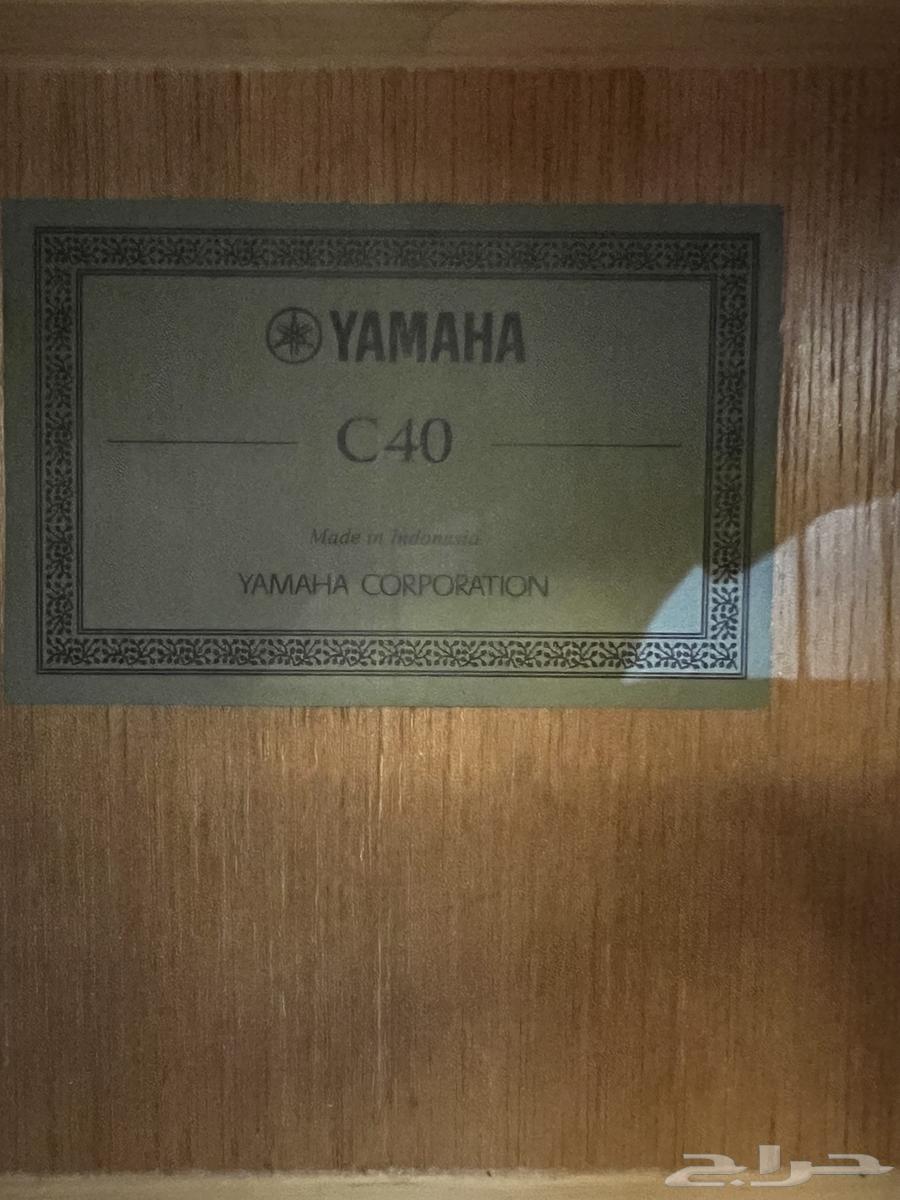 YAMAHA
C40
Made in Indonesia
YAMAHA CORPORATION
حراج